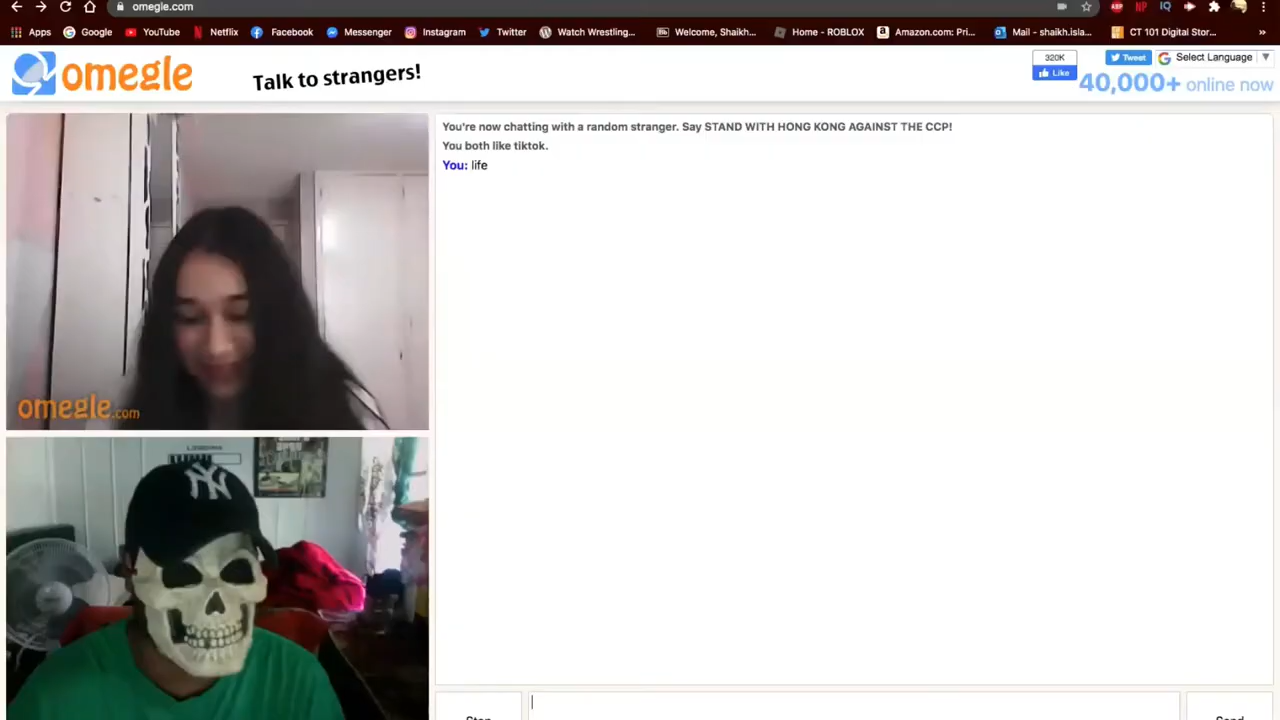 omegle.com
Apps Google YouTube Netflix Facebook Messenger Instagram Twitter Watch Wrestling... Welcome, Shaikh... Home - ROBLOX Amazon.com: Pri... Mail - shaikh.isla... CT 101 Digital Stor... »
omegle Talk to strangers! 320K Like Tweet Select Language
40,000+ online now
You're now chatting with a random stranger. Say STAND WITH HONG KONG AGAINST THE CCP!
You both like tiktok.
You: life
omegle.com
NY
Stop Send